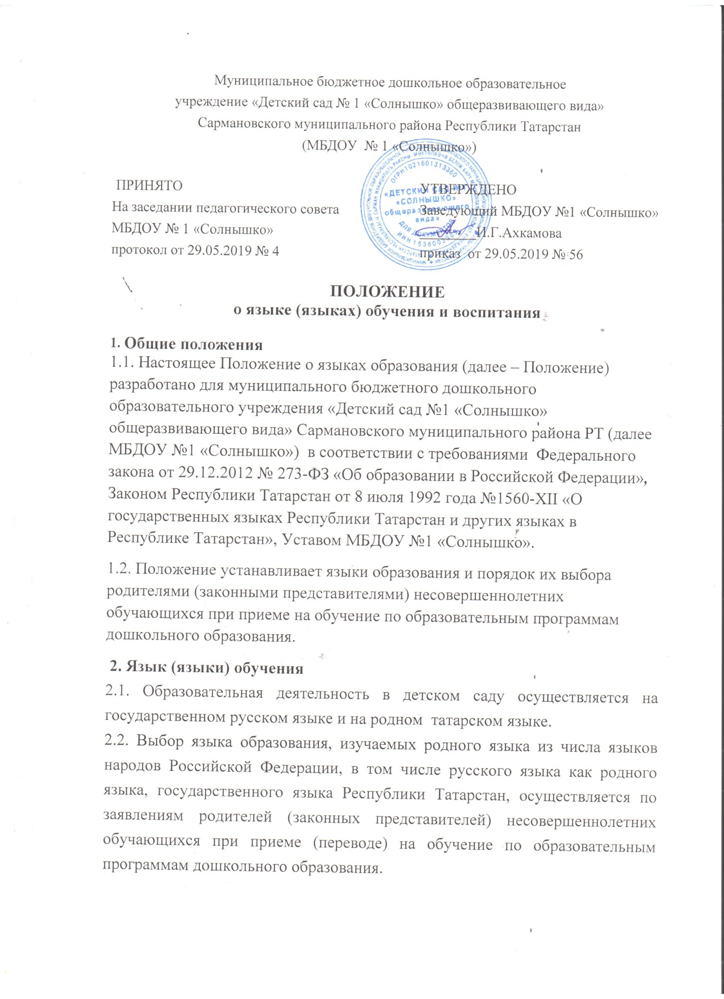 Муниципальное бюджетное дошкольное образовательное
учреждение «Детский сад № 1 «Солнышко» общеразвивающего вида»
Сармановского муниципального района Республики Татарстан
(МБДОУ № 1 «Солнышко»)
ПРИНЯТО
На заседании педагогического совета
МБДОУ № 1 «Солнышко»
протокол от 29.05.2019 № 4
УТВЕРЖДЕНО
Заведующий МБДОУ №1 «Солнышко»
________И.Г.Ахкамова
приказ от 29.05.2019 № 56
ОГРН 1021601313360
«ДЕТСКИЙ САД №1
«СОЛНЫШКО»
общеразвивающего
вида»
ДЛЯ ДОКУМЕНТОВ
ПОЛОЖЕНИЕ
о языке (языках) обучения и воспитания
1. Общие положения
1.1. Настоящее Положение о языках образования (далее – Положение)
разработано для муниципального бюджетного дошкольного
образовательного учреждения «Детский сад №1 «Солнышко»
общеразвивающего вида» Сармановского муниципального района РТ (далее
МБДОУ №1 «Солнышко») в соответствии с требованиями Федерального
закона от 29.12.2012 № 273-ФЗ «Об образовании в Российской Федерации»,
Законом Республики Татарстан от 8 июля 1992 года №1560-XII «О
государственных языках Республики Татарстан и других языках в
Республике Татарстан», Уставом МБДОУ №1 «Солнышко».
1.2. Положение устанавливает языки образования и порядок их выбора
родителями (законными представителями) несовершеннолетних
обучающихся при приеме на обучение по образовательным программам
дошкольного образования.
2. Язык (языки) обучения
2.1. Образовательная деятельность в детском саду осуществляется на
государственном русском языке и на родном татарском языке.
2.2. Выбор языка образования, изучаемых родного языка из числа языков
народов Российской Федерации, в том числе русского языка как родного
языка, государственного языка Республики Татарстан, осуществляется по
заявлениям родителей (законных представителей) несовершеннолетних
обучающихся при приеме (переводе) на обучение по образовательным
программам дошкольного образования.